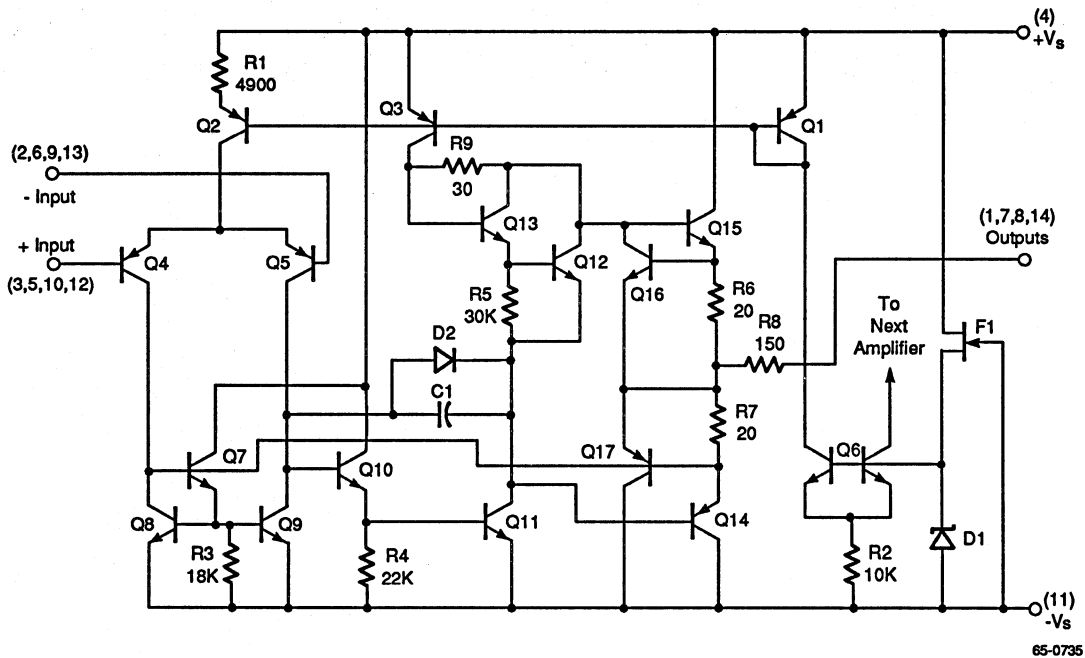 (4)
+Vs
R1
4900
Q3
Q2
Q1
R9
30
(2,6,9,13)
- Input
Q13
Q15
(1,7,8,14)
Outputs
+ Input
(3,5,10,12)
Q4
Q5
Q12
Q16
R5
30K
R6
20
To
Next
Amplifier
R8
150
F1
D2
C1
R7
20
Q7
Q10
Q17
Q6
Q8
Q9
Q11
Q14
R3
18K
R4
22K
R2
10K
D1
(11)
-Vs
65-0735